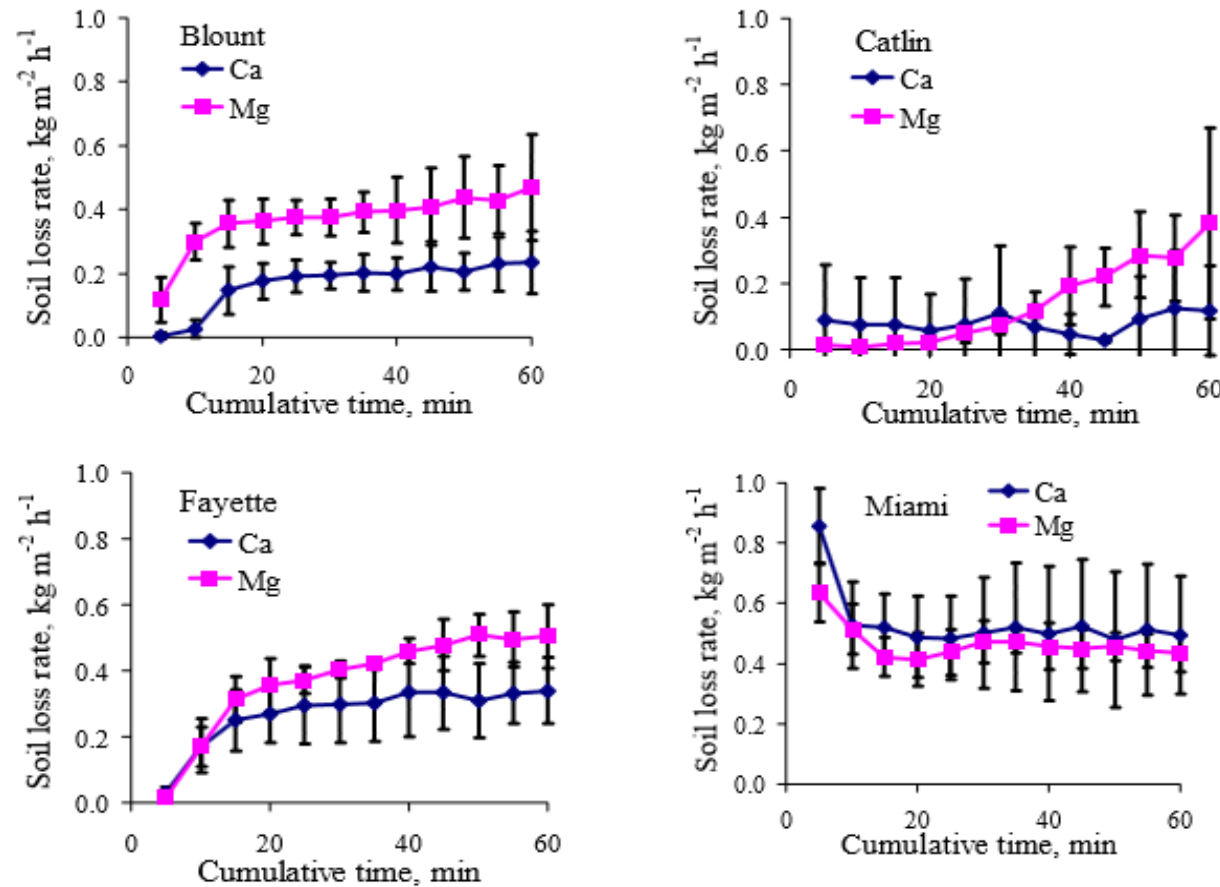 Soil loss rate, kg m⁻² h⁻¹
1.0
0.8
0.6
0.4
0.2
0.0
Blount
Ca
Mg
0
20
40
60
Cumulative time, min
Soil loss rate, kg m⁻² h⁻¹
1.0
0.8
0.6
0.4
0.2
0.0
Catlin
Ca
Mg
0
20
40
60
Cumulative time, min
Soil loss rate, kg m⁻² h⁻¹
1.0
0.8
0.6
0.4
0.2
0.0
Fayette
Ca
Mg
0
20
40
60
Cumulative time, min
Soil loss rate, kg m⁻² h⁻¹
1.0
0.8
0.6
0.4
0.2
0.0
Miami
Ca
Mg
0
20
40
60
Cumulative time, min